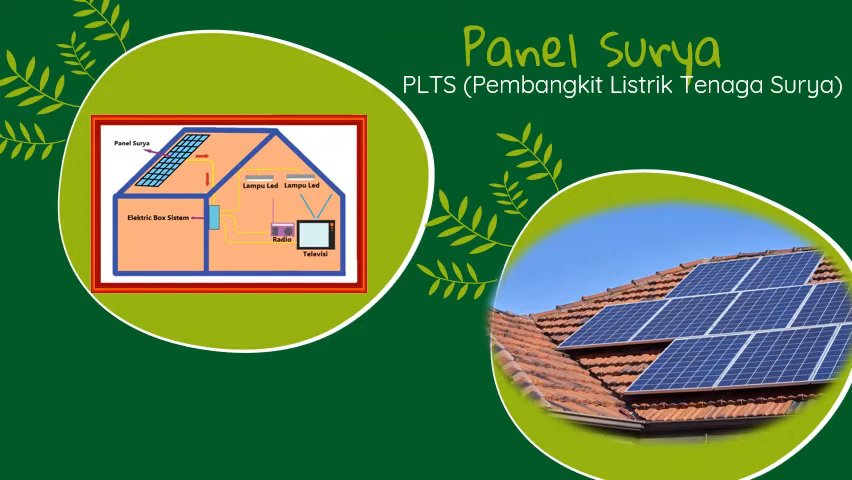 Panel Surya
PLTS (Pembangkit Listrik Tenaga Surya)
Panel Surya
Lampu Led
Lampu Led
Elektric Box Sistem
Radio
Televisi